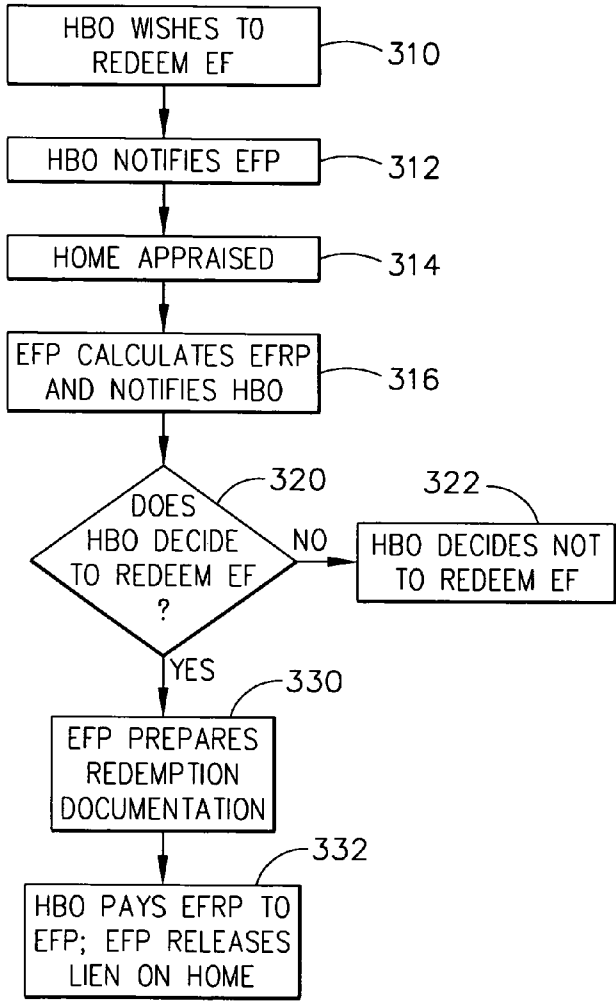 HBO WISHES TO
REDEEM EF
310
HBO NOTIFIES EFP
312
HOME APPRAISED
314
EFP CALCULATES EFRP
AND NOTIFIES HBO
316
320
DOES
HBO DECIDE
TO REDEEM EF
?
NO
322
HBO DECIDES NOT
TO REDEEM EF
YES
330
EFP PREPARES
REDEMPTION
DOCUMENTATION
332
HBO PAYS EFRP TO
EFP; EFP RELEASES
LIEN ON HOME